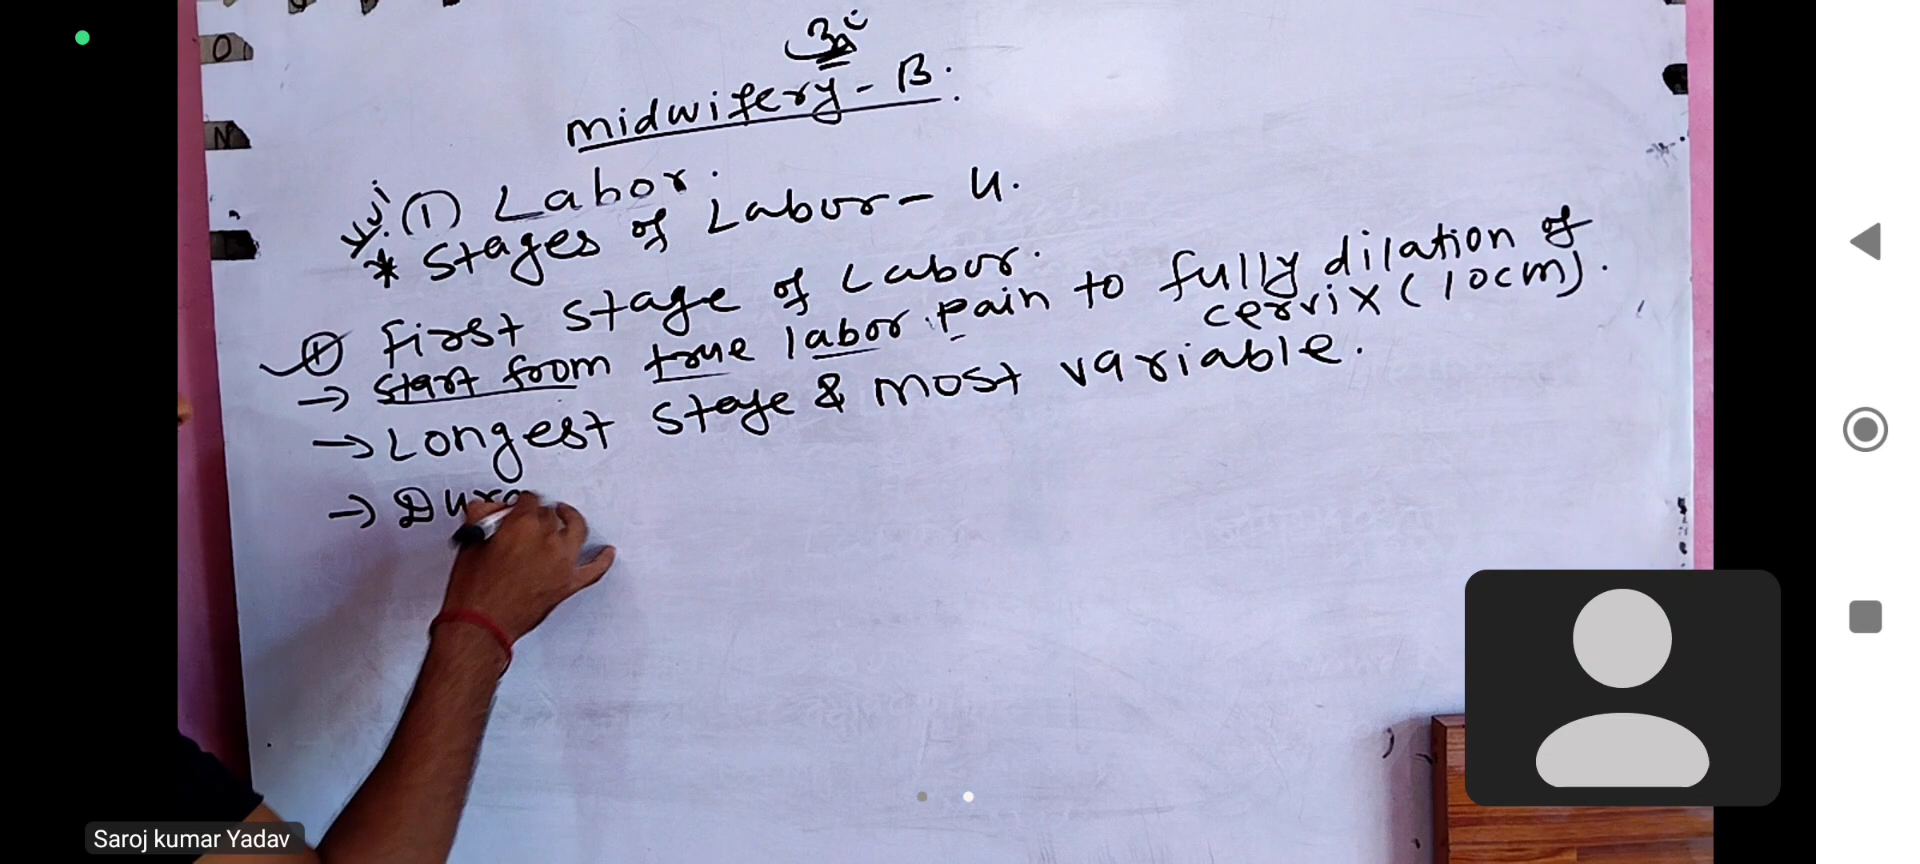 ॐ
midwifery - B.
V.V.i ① Labor.
* Stages of Labor - 4.
① First stage of Labor.
→ start from true labor pain to fully dilation of
cervix (10cm).
→ Longest stage & most variable.
→ Dura
Saroj kumar Yadav